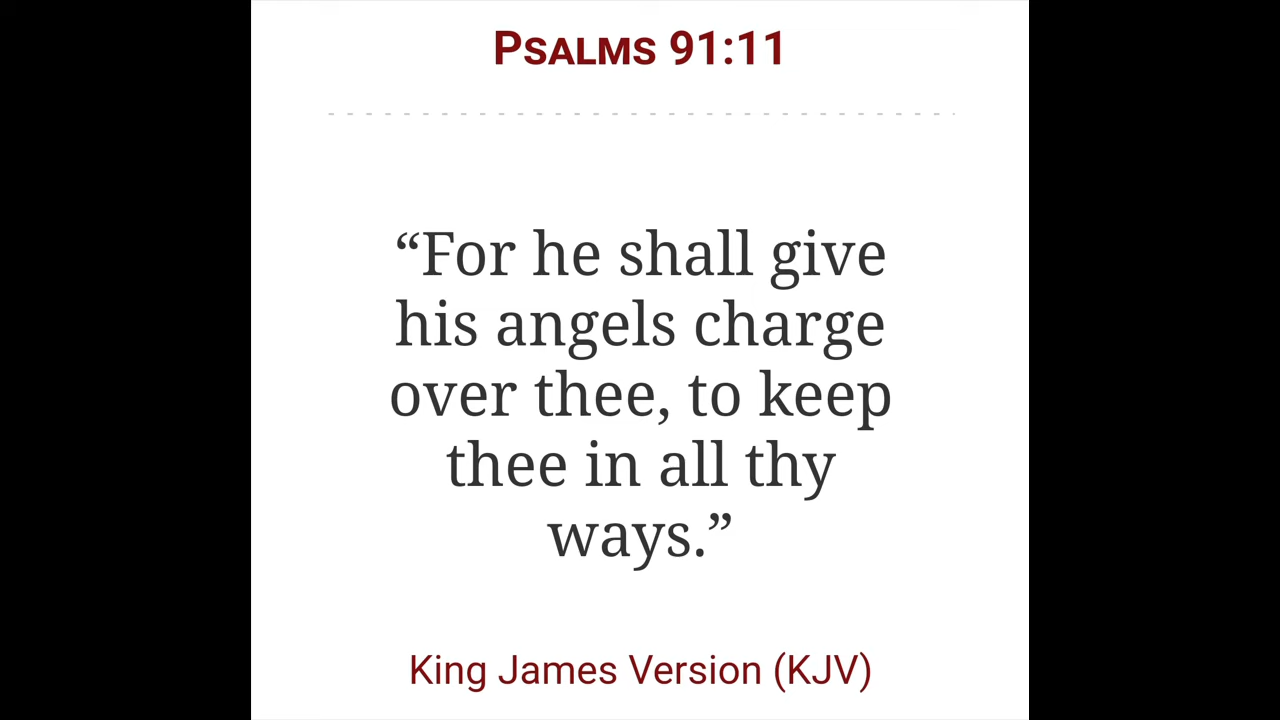 Psalms 91:11
“For he shall give
his angels charge
over thee, to keep
thee in all thy
ways.”
King James Version (KJV)